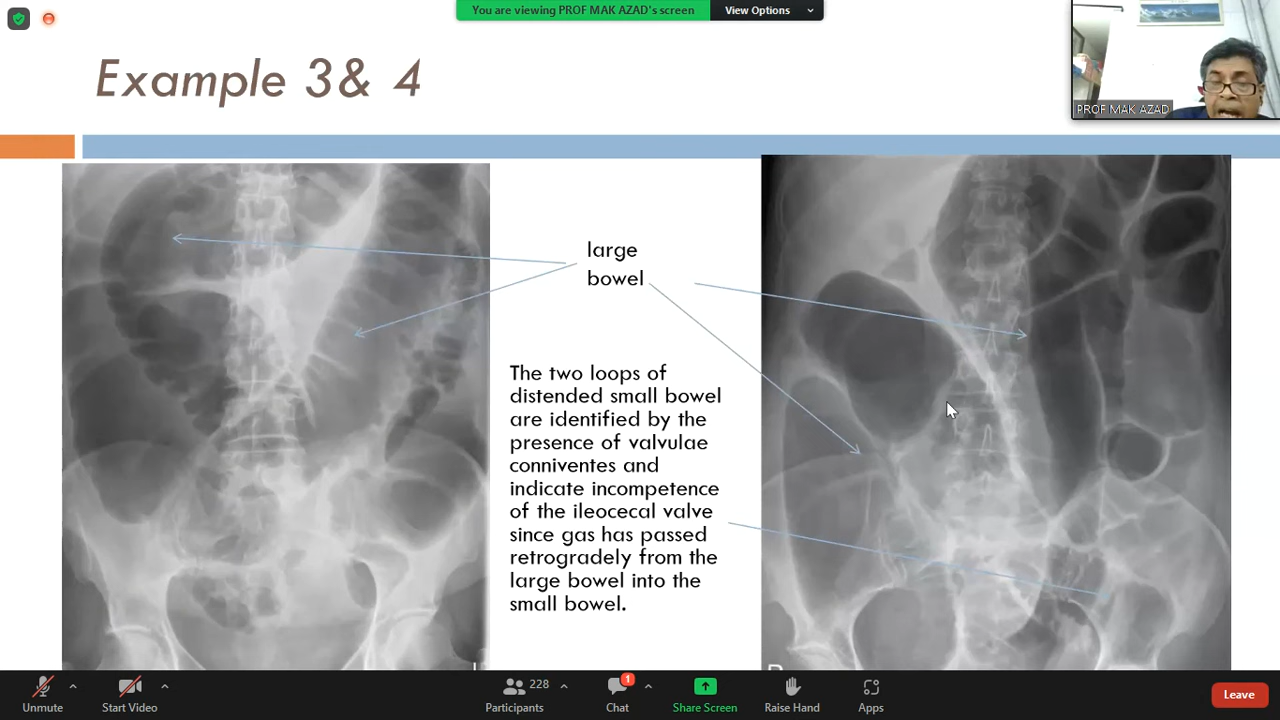 You are viewing PROF MAK AZAD's screen
View Options
Example 3& 4
PROF MAK AZAD
large
bowel
The two loops of
distended small bowel
are identified by the
presence of valvulae
conniventes and
indicate incompetence
of the ileocecal valve
since gas has passed
retrogradely from the
large bowel into the
small bowel.
Unmute
Start Video
228
Participants
1
Chat
Share Screen
Raise Hand
Apps
Leave